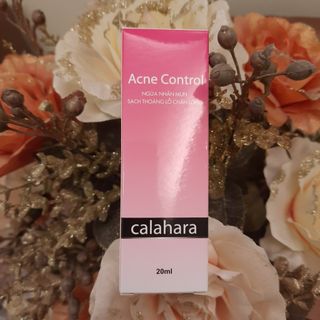 Acne Control
NGỪA NHÂN MỤN
SẠCH THOÁNG LỖ CHÂN LÔNG
calahara
20ml